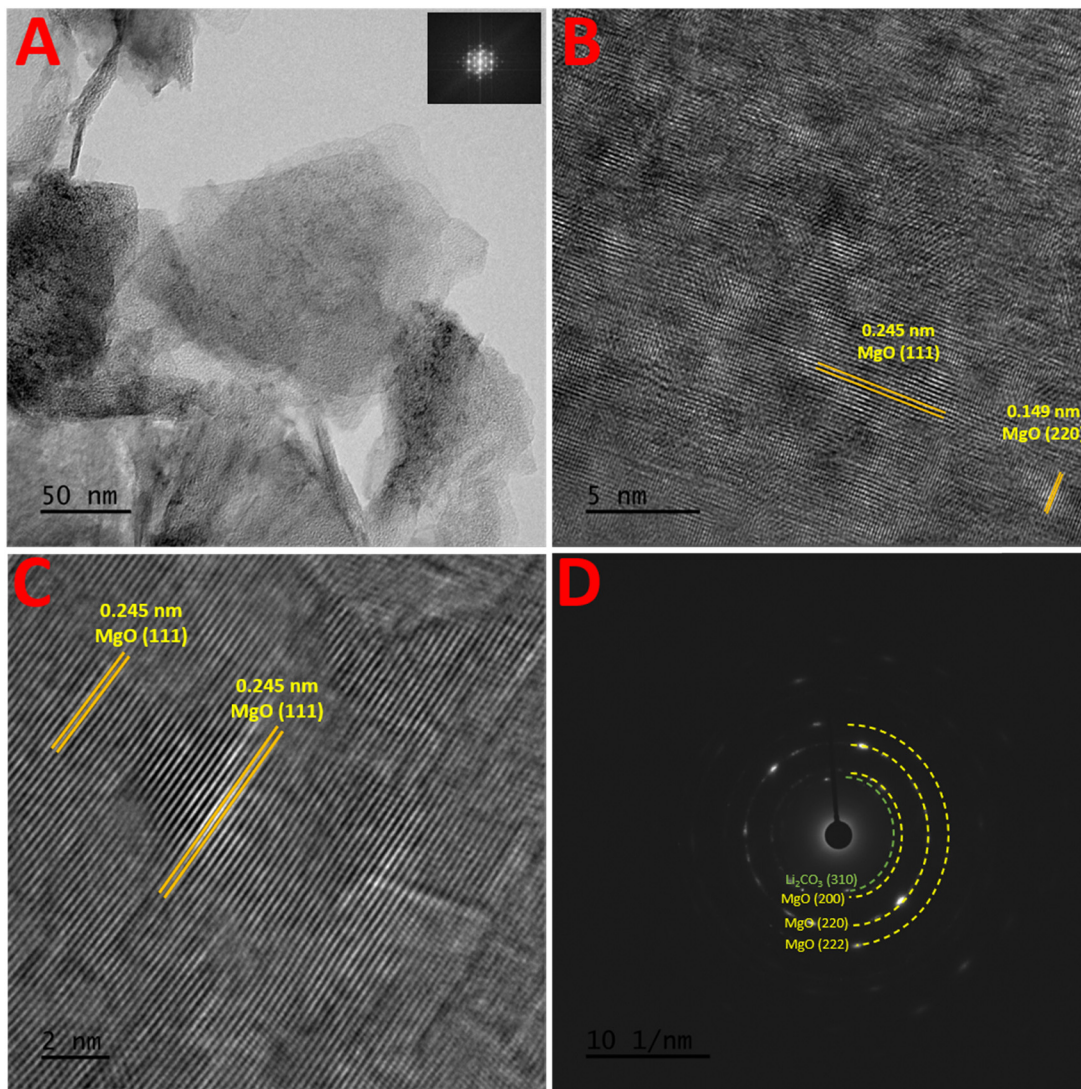 A
50 nm
B
0.245 nm
MgO (111)
0.149 nm
MgO (220)
5 nm
C
0.245 nm
MgO (111)
0.245 nm
MgO (111)
2 nm
D
Li₂CO₃ (310)
MgO (200)
MgO (220)
MgO (222)
10 1/nm